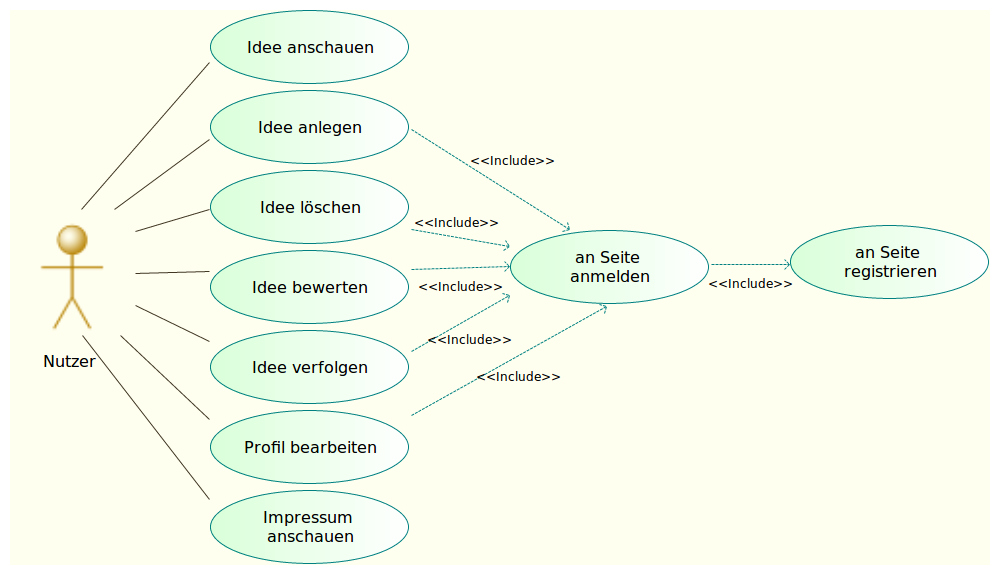 Idee anschauen
Idee anlegen
<<Include>>
Idee löschen
<<Include>>
an Seite
anmelden
an Seite
registrieren
<<Include>>
Idee bewerten
<<Include>>
<<Include>>
Nutzer
Idee verfolgen
<<Include>>
Profil bearbeiten
Impressum
anschauen